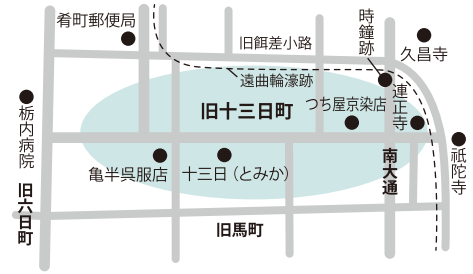 肴町郵便局
旧餌差小路
時鐘跡
久昌寺
遠曲輪濠跡
旧十三日町
つち屋京染店
蓮正寺
祇陀寺
栃内病院
亀半呉服店
十三日（とみか）
南大通
旧六日町
旧馬町